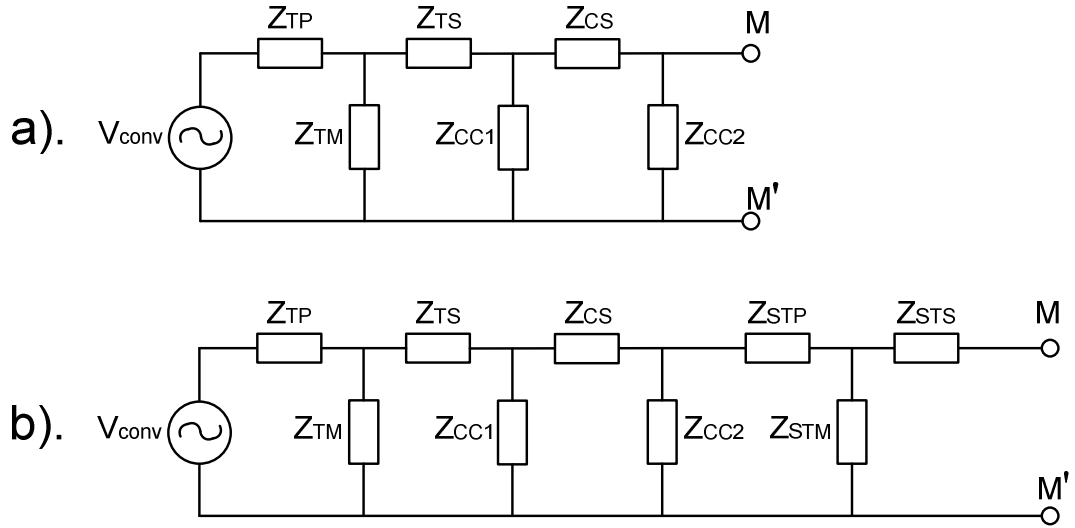 ZTP ZTS ZCS M
a). Vconv ZTM ZCC1 ZCC2
M'
ZTP ZTS ZCS ZSTP ZSTS M
b). Vconv ZTM ZCC1 ZCC2 ZSTM
M'